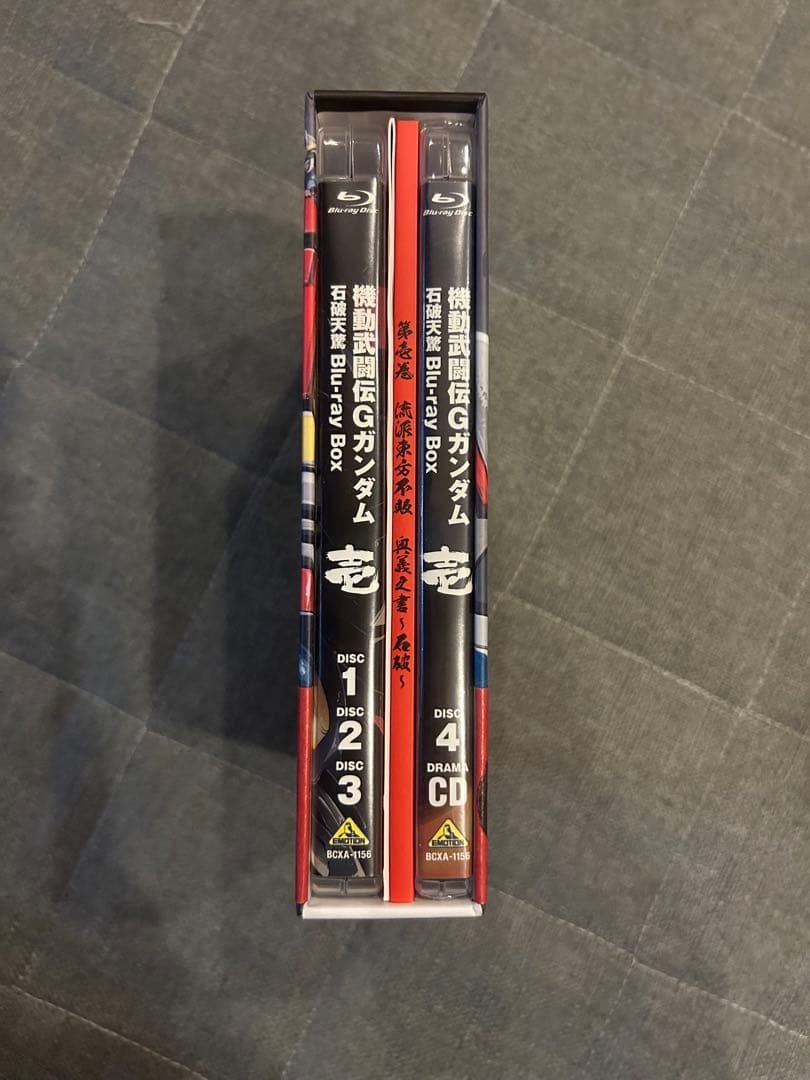 Blu-ray Disc
機動武闘伝Gガンダム
石破天驚 Blu-ray Box
壱
DISC
1
DISC
2
DISC
3
EMOTION
BCXA-1156
第壱巻 流派東方不敗 奥義之書～石破～
Blu-ray Disc
機動武闘伝Gガンダム
石破天驚 Blu-ray Box
壱
DISC
4
DRAMA
CD
EMOTION
BCXA-1156